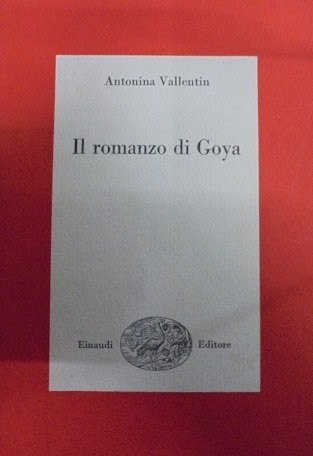 Antonina Vallentin
Il romanzo di Goya
Einaudi Editore